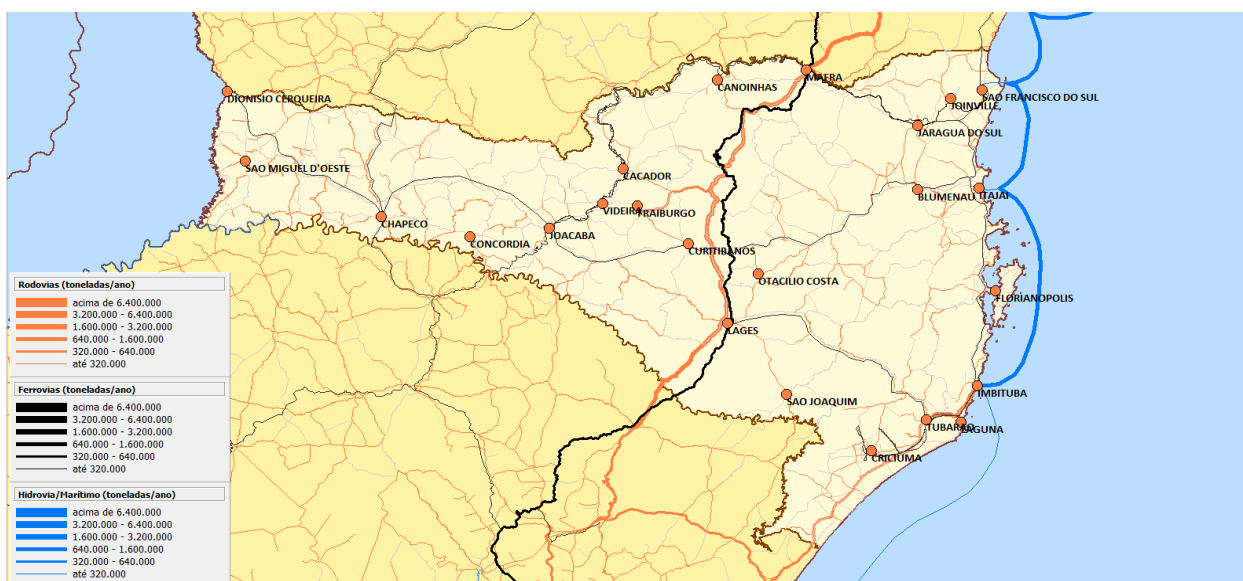 MAFRA
CANOINHAS
DIONISIO CERQUEIRA
SAO FRANCISCO DO SUL
JOINVILLE
JARAGUA DO SUL
SAO MIGUEL D'OESTE
CACADOR
BLUMENAU
ITAJAI
VIDEIRA
FRAIBURGO
CHAPECO
JOACABA
CONCORDIA
CURITIBANOS
OTACILIO COSTA
FLORIANOPOLIS
LAGES
IMBITUBA
SAO JOAQUIM
TUBARAO
LAGUNA
CRICIUMA
Rodovias (toneladas/ano)
acima de 6.400.000
3.200.000 - 6.400.000
1.600.000 - 3.200.000
640.000 - 1.600.000
320.000 - 640.000
até 320.000
Ferrovias (toneladas/ano)
acima de 6.400.000
3.200.000 - 6.400.000
1.600.000 - 3.200.000
640.000 - 1.600.000
320.000 - 640.000
até 320.000
Hidrovia/Marítimo (toneladas/ano)
acima de 6.400.000
3.200.000 - 6.400.000
1.600.000 - 3.200.000
640.000 - 1.600.000
320.000 - 640.000
até 320.000